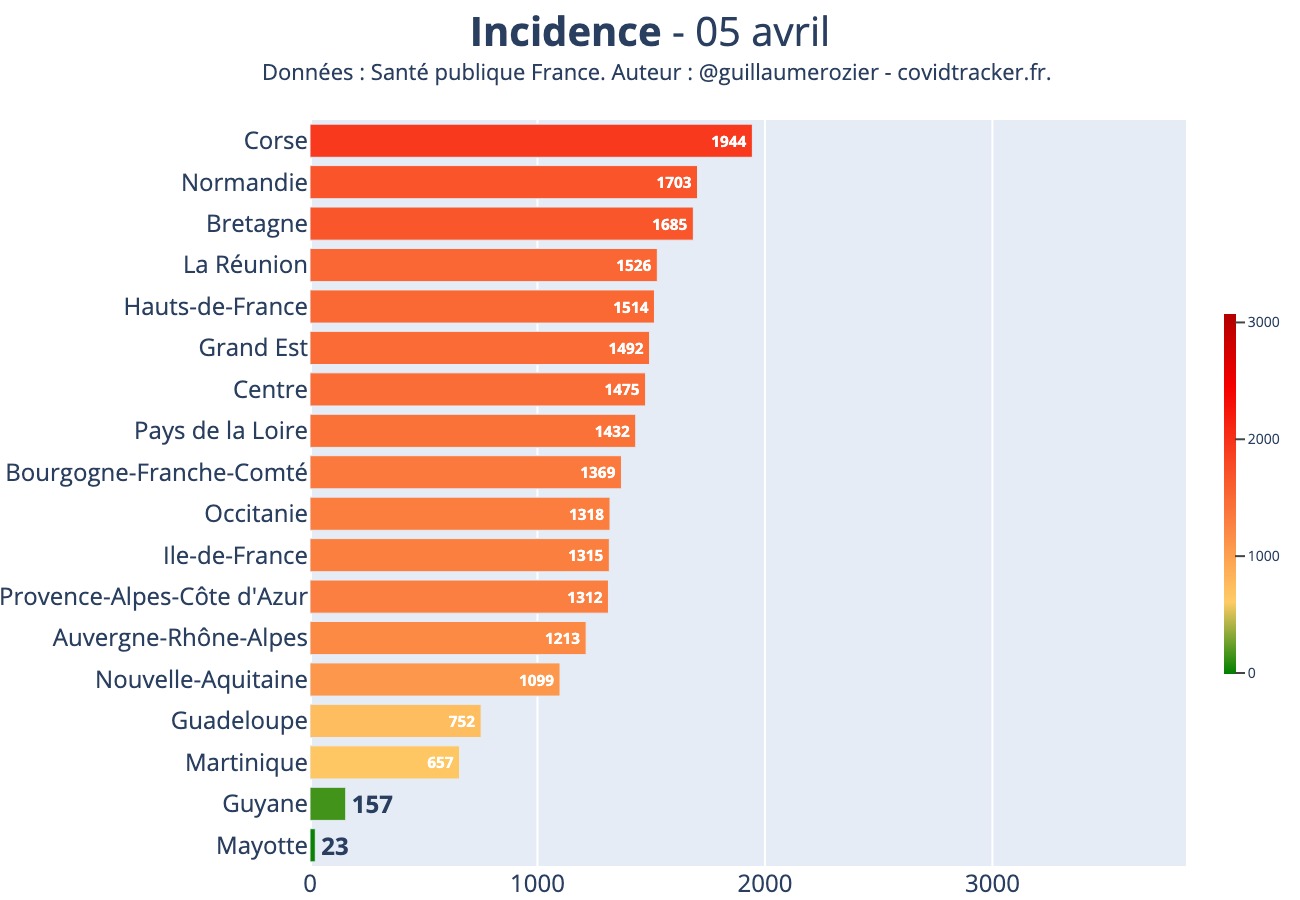 Incidence - 05 avril
Données : Santé publique France. Auteur : @guillaumerozier - covidtracker.fr.
Corse 1944
Normandie 1703
Bretagne 1685
La Réunion 1526
Hauts-de-France 1514
Grand Est 1492
Centre 1475
Pays de la Loire 1432
Bourgogne-Franche-Comté 1369
Occitanie 1318
Ile-de-France 1315
Provence-Alpes-Côte d'Azur 1312
Auvergne-Rhône-Alpes 1213
Nouvelle-Aquitaine 1099
Guadeloupe 752
Martinique 657
Guyane 157
Mayotte 23
0 1000 2000 3000
3000
2000
1000
0